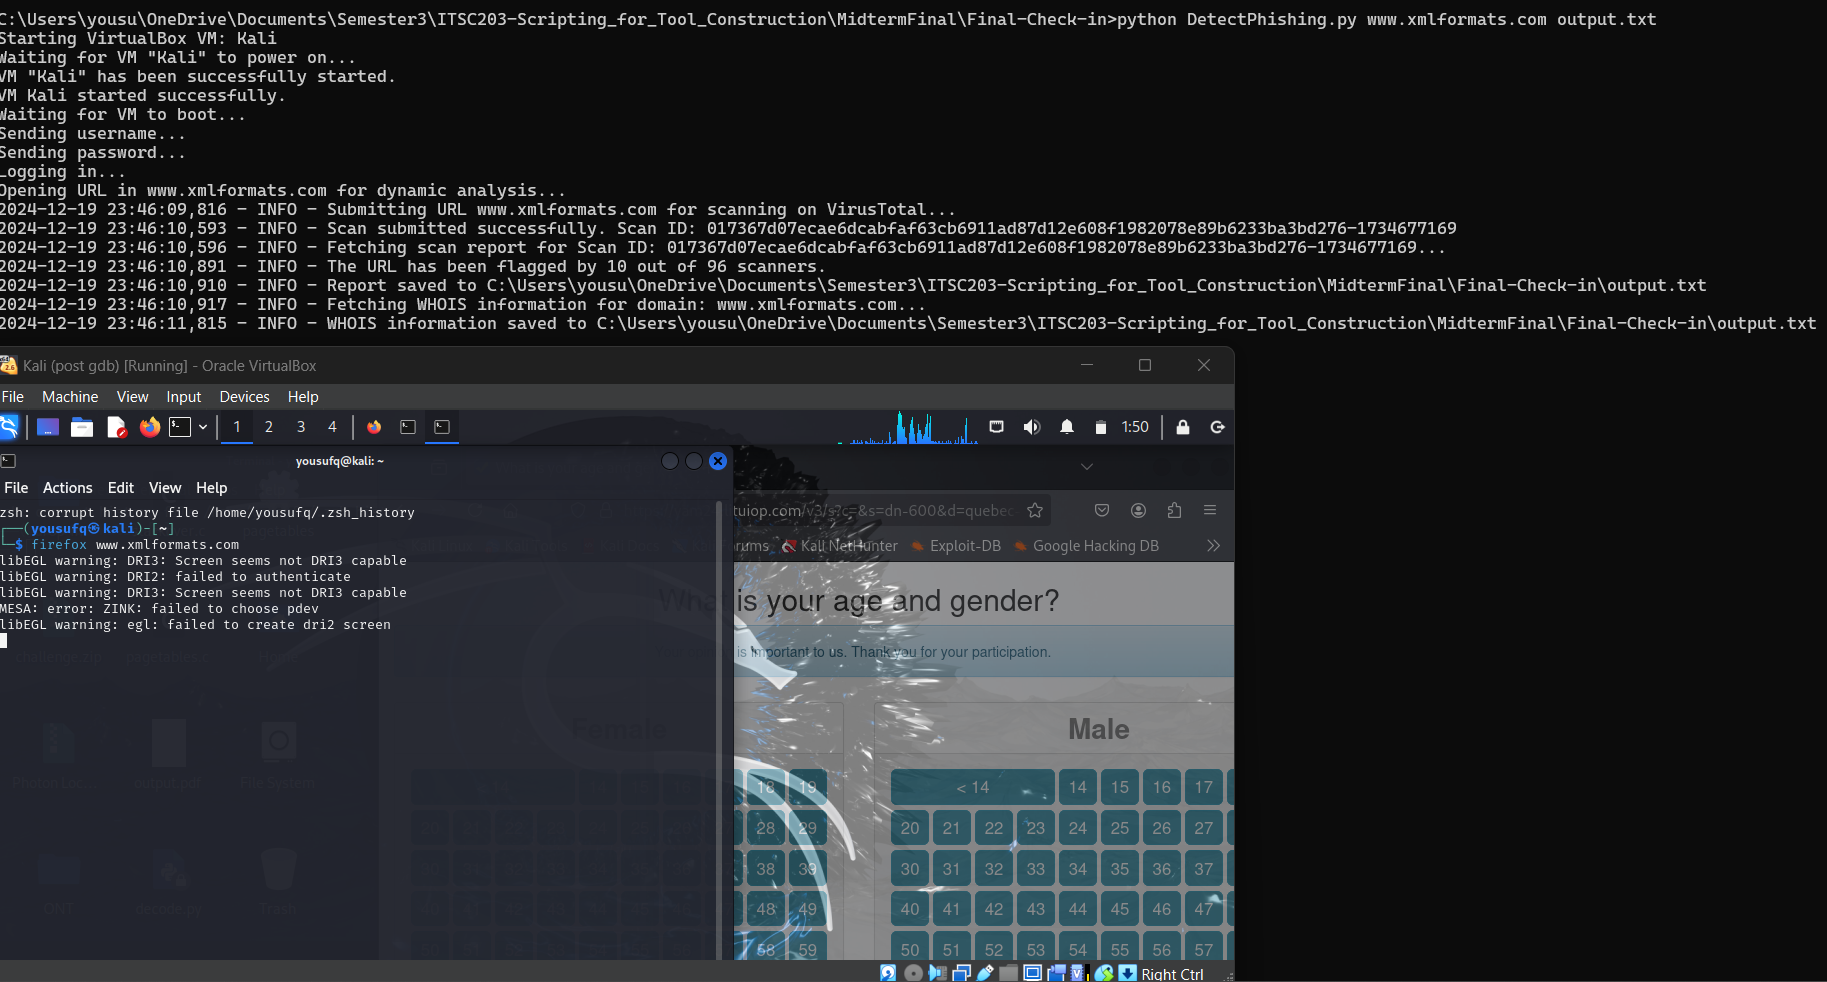 C:\Users\yousu\OneDrive\Documents\Semester3\ITSC203-Scripting_for_Tool_Construction\MidtermFinal\Final-Check-in>python DetectPhishing.py www.xmlformats.com output.txt
Starting VirtualBox VM: Kali
Waiting for VM "Kali" to power on...
VM "Kali" has been successfully started.
VM Kali started successfully.
Waiting for VM to boot...
Sending username...
Sending password...
Logging in...
Opening URL in www.xmlformats.com for dynamic analysis...
2024-12-19 23:46:09,816 - INFO - Submitting URL www.xmlformats.com for scanning on VirusTotal...
2024-12-19 23:46:10,593 - INFO - Scan submitted successfully. Scan ID: 017367d07ecae6dcabfaf63cb6911ad87d12e608f1982078e89b6233ba3bd276-1734677169
2024-12-19 23:46:10,596 - INFO - Fetching scan report for Scan ID: 017367d07ecae6dcabfaf63cb6911ad87d12e608f1982078e89b6233ba3bd276-1734677169...
2024-12-19 23:46:10,891 - INFO - The URL has been flagged by 10 out of 96 scanners.
2024-12-19 23:46:10,910 - INFO - Report saved to C:\Users\yousu\OneDrive\Documents\Semester3\ITSC203-Scripting_for_Tool_Construction\MidtermFinal\Final-Check-in\output.txt
2024-12-19 23:46:10,917 - INFO - Fetching WHOIS information for domain: www.xmlformats.com...
2024-12-19 23:46:11,815 - INFO - WHOIS information saved to C:\Users\yousu\OneDrive\Documents\Semester3\ITSC203-Scripting_for_Tool_Construction\MidtermFinal\Final-Check-in\output.txt
Kali (post gdb) [Running] - Oracle VirtualBox
File Machine View Input Devices Help
1 2 3 4 1:50
yousufq@kali: ~
File Actions Edit View Help
zsh: corrupt history file /home/yousufq/.zsh_history
(yousufq㉿kali)-[~]
$ firefox www.xmlformats.com
libEGL warning: DRI3: Screen seems not DRI3 capable
libEGL warning: DRI2: failed to authenticate
libEGL warning: DRI3: Screen seems not DRI3 capable
MESA: error: ZINK: failed to choose pdev
libEGL warning: egl: failed to create dri2 screen
tuiop.com/v3/s?c=&s=dn-600&d=quebec-
rums Kali NetHunter Exploit-DB Google Hacking DB
What is your age and gender?
is important to us. Thank you for your participation.
Female Male
18 19 < 14 14 15 16 17
28 29 20 21 22 23 24 25 26 27
38 39 30 31 32 33 34 35 36 37
48 49 40 41 42 43 44 45 46 47
58 59 50 51 52 53 54 55 56 57
challenge.zip pagetables.c
output.pdf File System
decode.py Trash
Right Ctrl